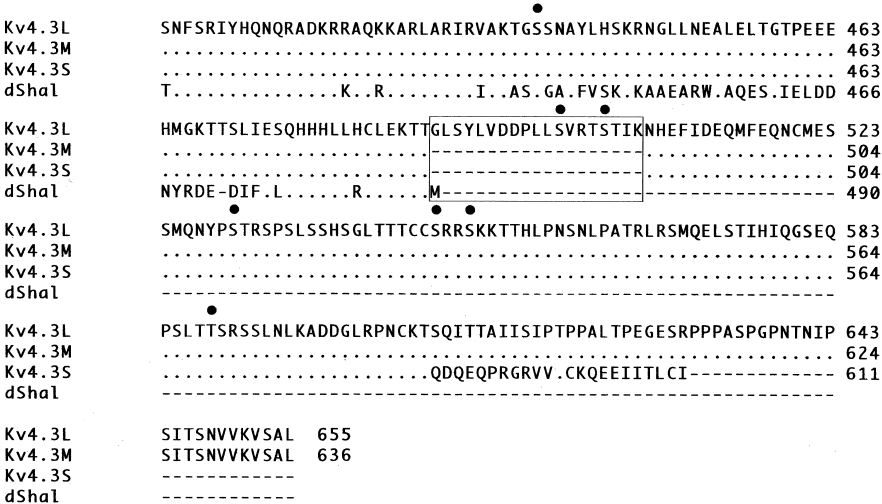 Kv4.3L SNFSRIYHQNQRADKRRAQKKARLARIRVAKTGSSNAYLHSKRNGLLNEALELTGTPEEE 463
Kv4.3M ............................................................ 463
Kv4.3S ............................................................ 463
dShal T...............K..R........I..AS.GA.FVSK.KAAEARW.AQES.IELDD 466
Kv4.3L HMGKTTSLIESQHHHLLHCLEKTTGLSYLVDDPLLSVRTSTIKNHEFIDEQMFEQNCMES 523
Kv4.3M ........................-------------------................. 504
Kv4.3S ........................-------------------................. 504
dShal NYRDE-DIF.L......R......M----------------------------------- 490
Kv4.3L SMQNYPSTRSPSLSSHSGLTTTCCSRRSKKTTHLPNSNLPATRLRSMQELSTIHIQGSEQ 583
Kv4.3M ............................................................ 564
Kv4.3S ............................................................ 564
dShal ------------------------------------------------------------
Kv4.3L PSLTTSRSSLNLKADDGLRPNCKTSQITTAIISIPTPPALTPEGESRPPPASPGPNTNIP 643
Kv4.3M ............................................................ 624
Kv4.3S ........................QDQEQPRGRVV.CKQEEIITLCI------------- 611
dShal ------------------------------------------------------------
Kv4.3L SITSNVVKVSAL 655
Kv4.3M SITSNVVKVSAL 636
Kv4.3S ------------
dShal ------------